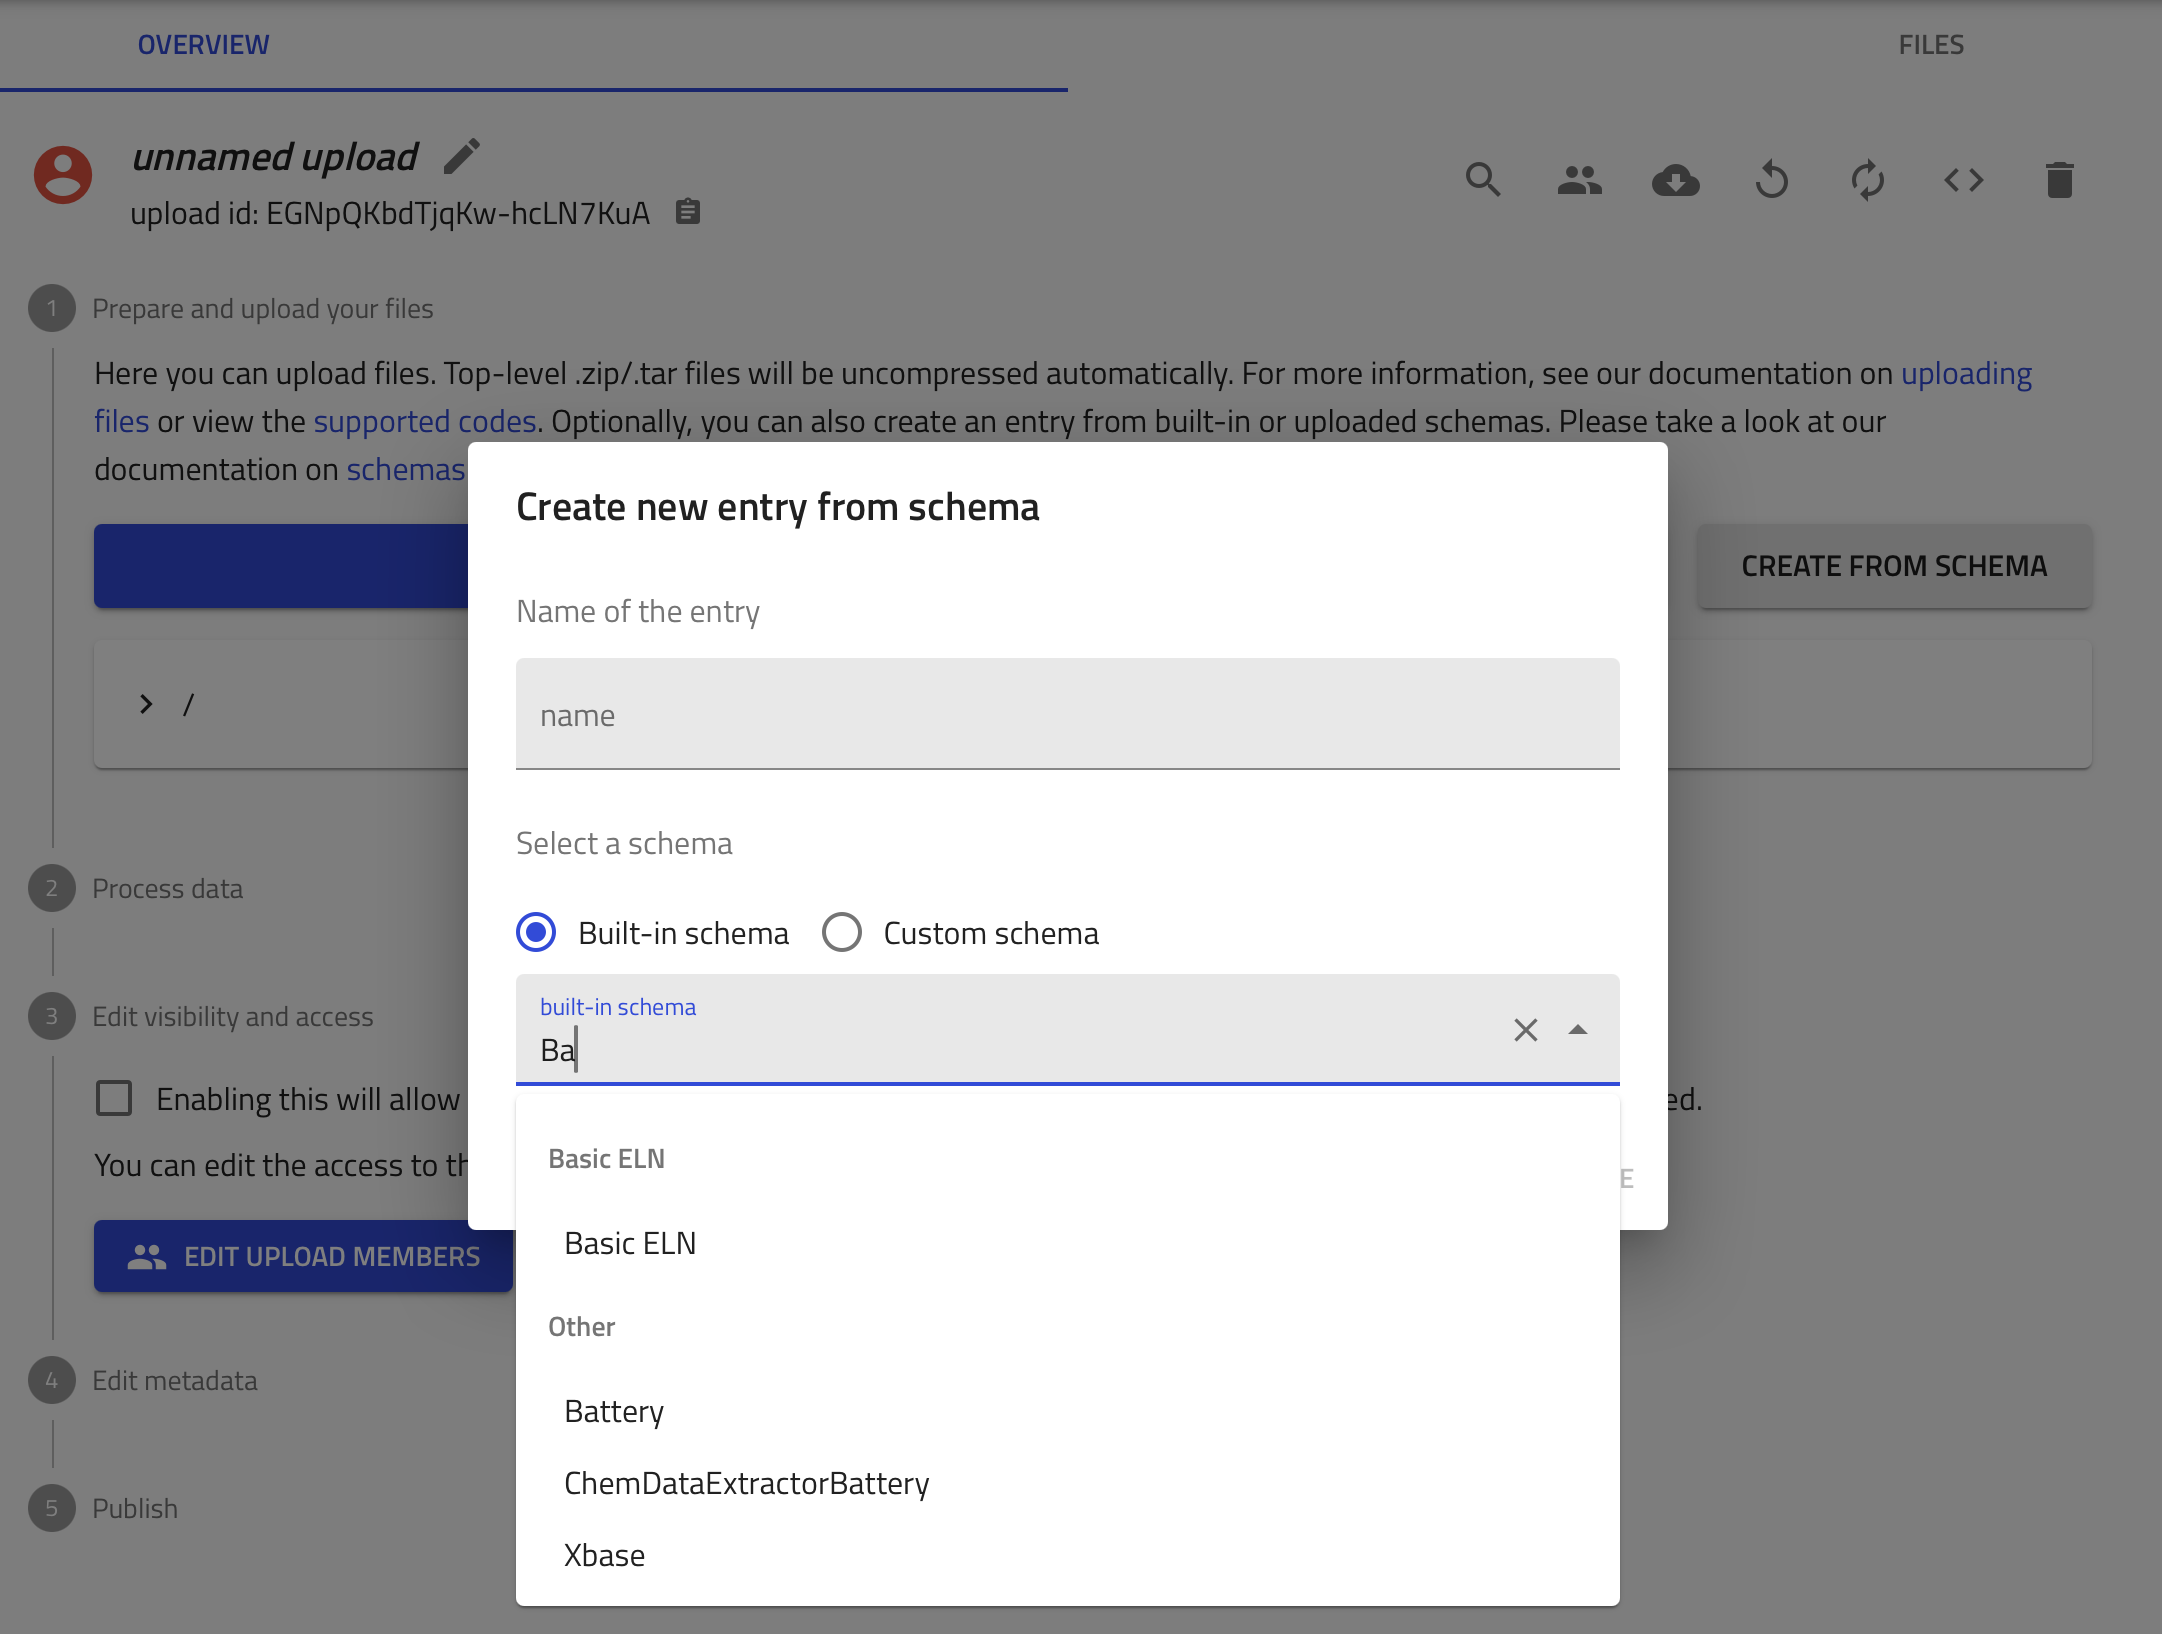 OVERVIEW
FILES
unnamed upload
upload id: EGNpQKbdTjqKw-hcLN7KuA
1 Prepare and upload your files
Here you can upload files. Top-level .zip/.tar files will be uncompressed automatically. For more information, see our documentation on uploading
files or view the supported codes. Optionally, you can also create an entry from built-in or uploaded schemas. Please take a look at our
documentation on schemas
CREATE FROM SCHEMA
/
Create new entry from schema
Name of the entry
name
Select a schema
Built-in schema
Custom schema
built-in schema
Ba
Basic ELN
Basic ELN
Other
Battery
ChemDataExtractorBattery
Xbase
2 Process data
3 Edit visibility and access
Enabling this will allow
You can edit the access to
EDIT UPLOAD MEMBERS
4 Edit metadata
5 Publish